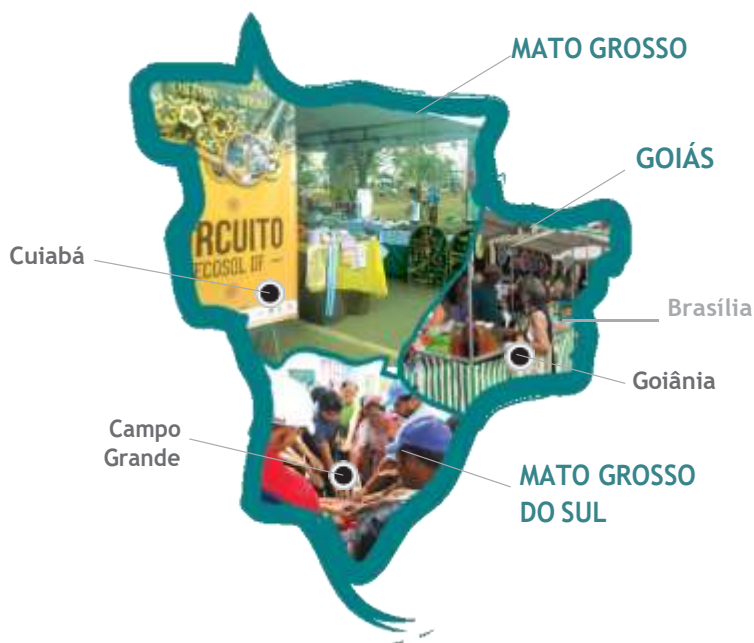 MATO GROSSO
GOIÁS
RCUITO
ECOSOL DF
Cuiabá
Brasília
Goiânia
Campo
Grande
MATO GROSSO
DO SUL